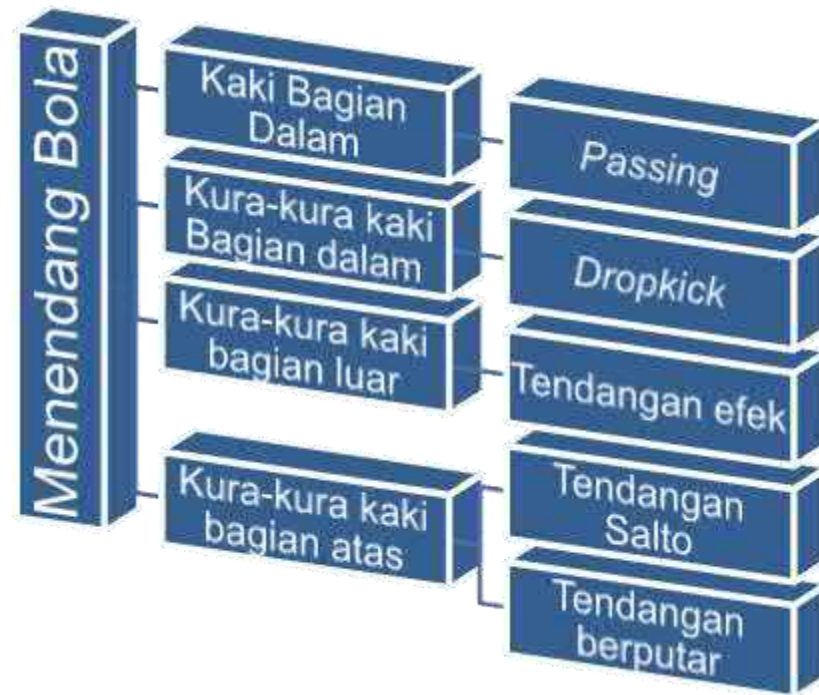 Menendang Bola
Kaki Bagian
Dalam
Passing
Kura-kura kaki
Bagian dalam
Dropkick
Kura-kura kaki
bagian luar
Tendangan efek
Kura-kura kaki
bagian atas
Tendangan
Salto
Tendangan
berputar